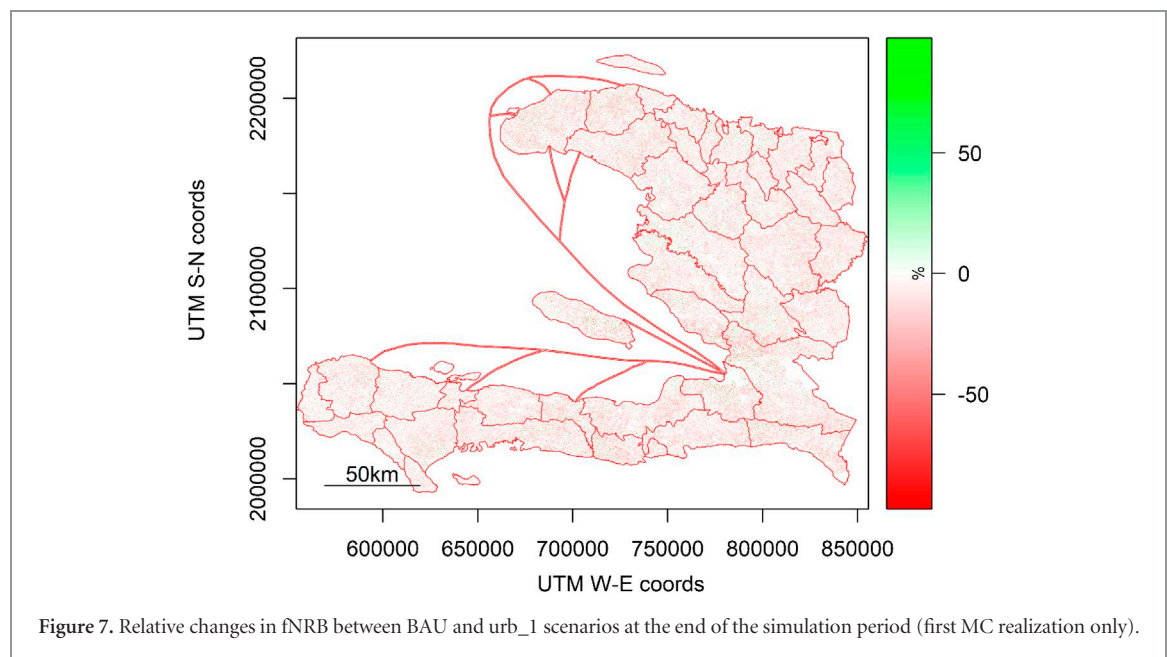 UTM S-N coords
2200000
2100000
2000000
50km
600000 650000 700000 750000 800000 850000
UTM W-E coords
50
0
%
-50
Figure 7. Relative changes in fNRB between BAU and urb_1 scenarios at the end of the simulation period (first MC realization only).